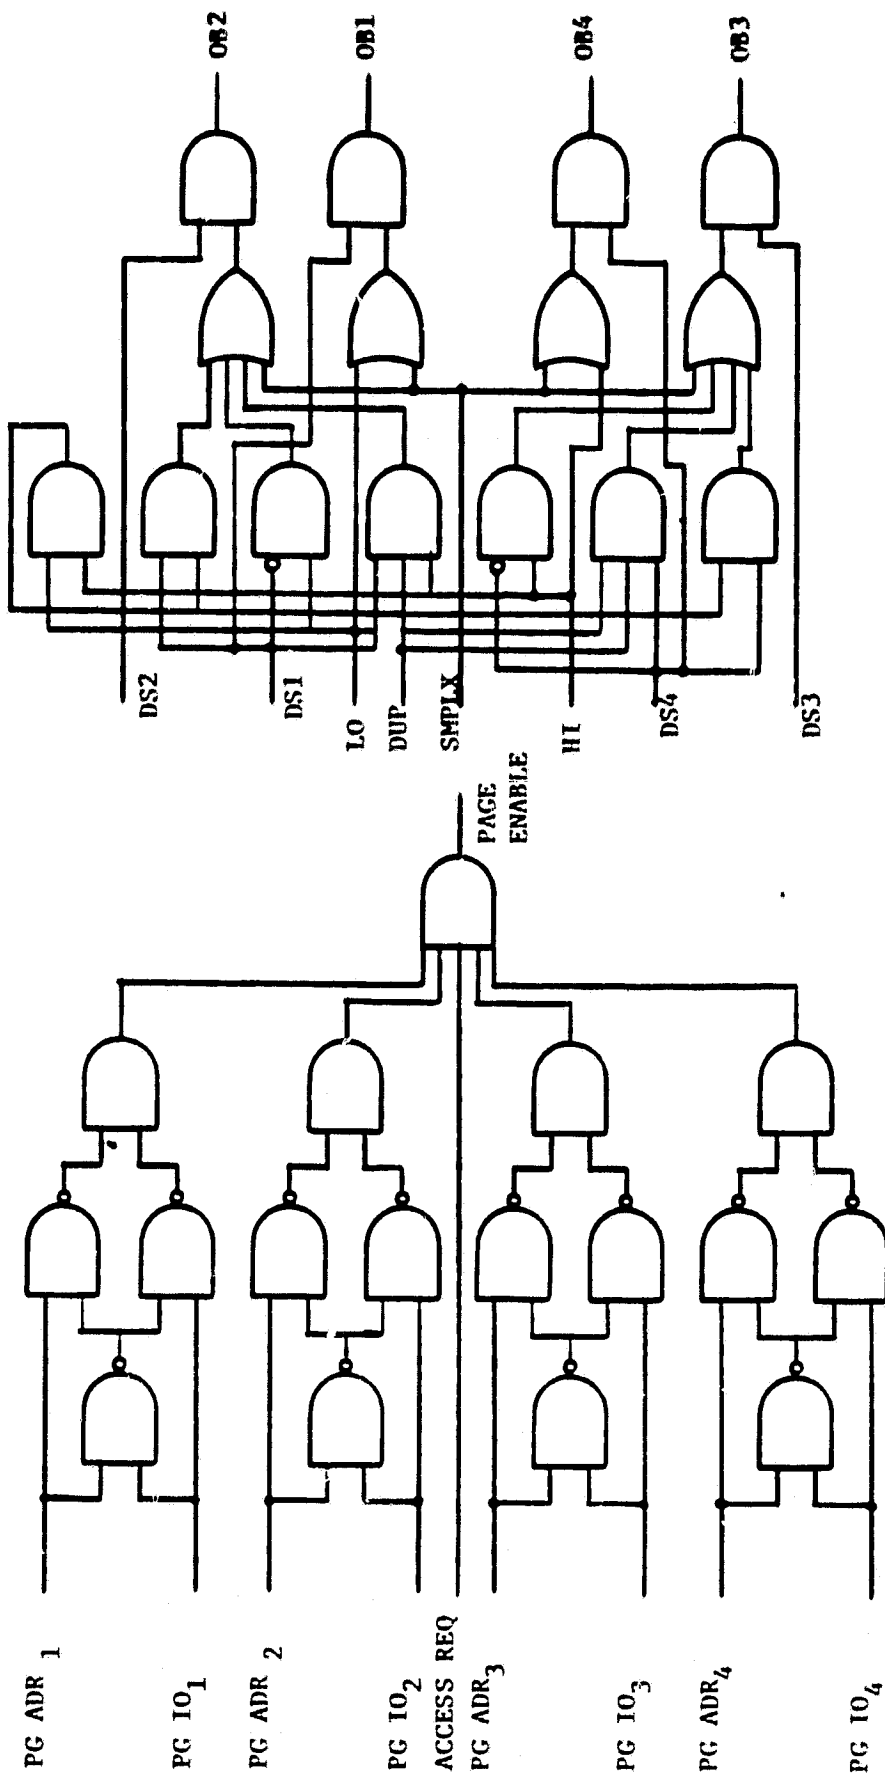 OB2
OB1
OB4
OB3
DS2
DS1
LO
DUP
SMPLX
HI
DS4
DS3
PAGE
ENABLE
PG ADR 1
PG IO1
PG ADR 2
PG IO2
ACCESS REQ
PG ADR3
PG IO3
PG ADR4
PG IO4